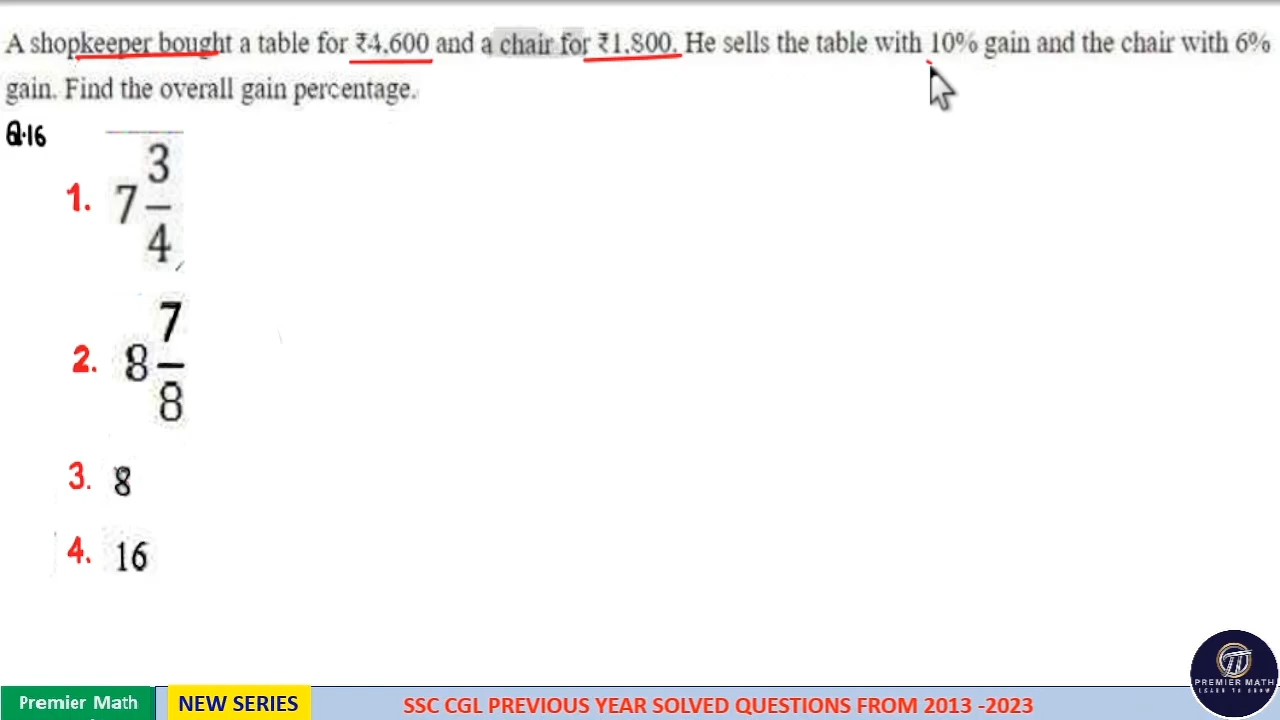 A shopkeeper bought a table for ₹4,600 and a chair for ₹1,800. He sells the table with 10% gain and the chair with 6%
gain. Find the overall gain percentage.
Q.16
1. 7 3/4
2. 8 7/8
3. 8
4. 16
PREMIER MATH
LEARN TO GROW
Premier Math
NEW SERIES
SSC CGL PREVIOUS YEAR SOLVED QUESTIONS FROM 2013 -2023